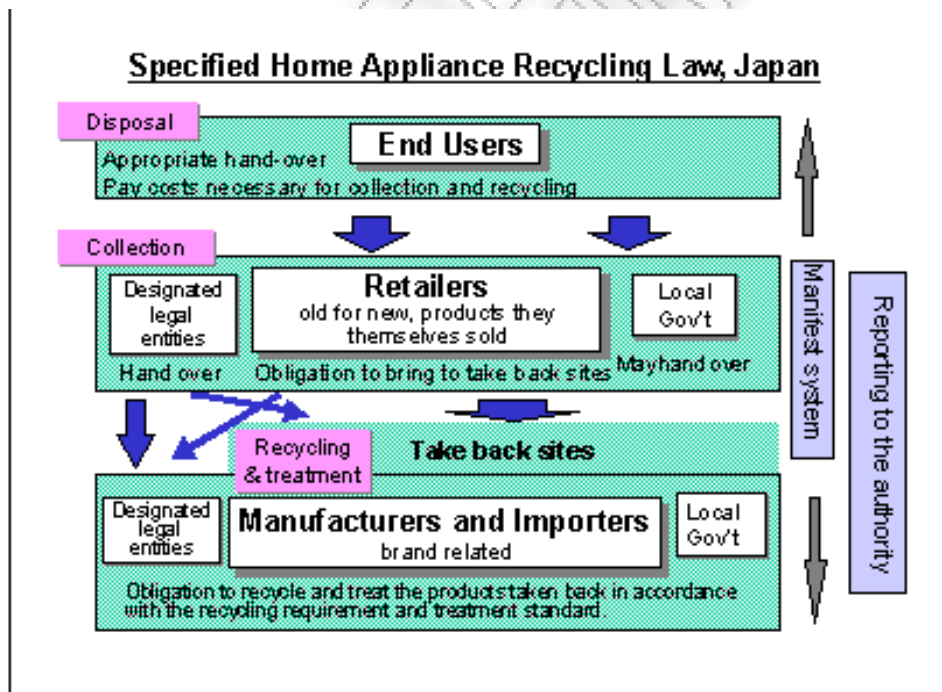 Specified Home Appliance Recycling Law, Japan
Disposal
End Users
Appropriate hand-over
Pay costs necessary for collection and recycling
Collection
Designated
legal
entities
Hand over
Retailers
old for new, products they
themselves sold
Obligation to bring to take back sites
Local
Gov't
Mayhand over
Manifest system
Reporting to the authority
Recycling
& treatment
Take back sites
Designated
legal
entities
Manufacturers and Importers
brand related
Local
Gov't
Obligation to recycle and treat the products taken back in accordance
with the recycling requirement and treatment standard.